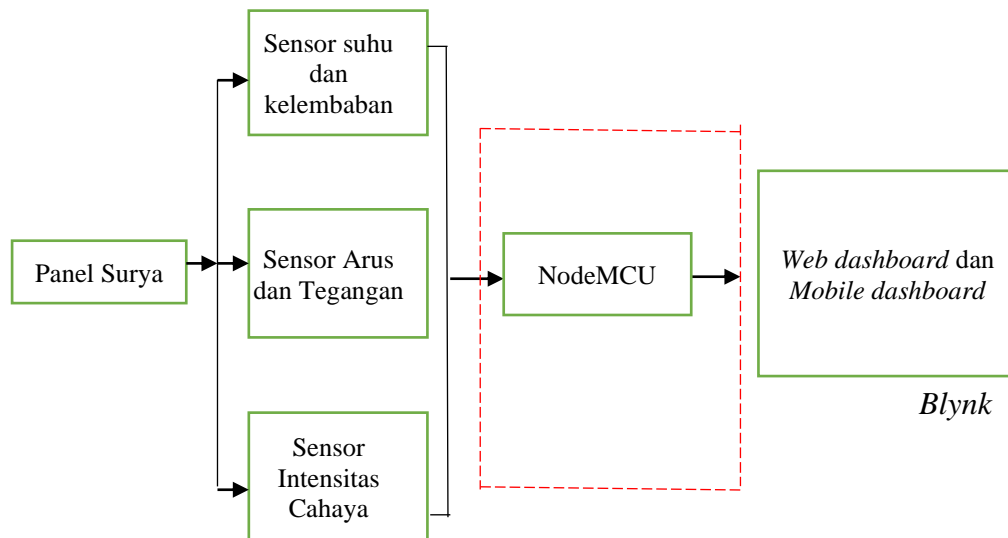 Sensor suhu
dan
kelembaban
Panel Surya
Sensor Arus
dan Tegangan
Sensor
Intensitas
Cahaya
NodeMCU
Web dashboard dan
Mobile dashboard
Blynk